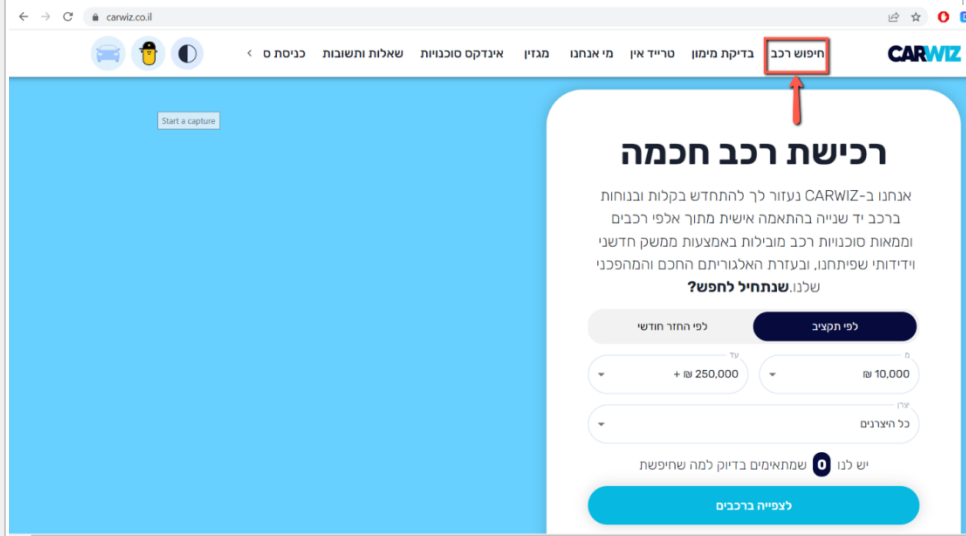 carwiz.co.il
CARWIZ
חיפוש רכב
בדיקת מימון
טרייד אין
מי אנחנו
מגזין
אינדקס סוכנויות
שאלות ותשובות
כניסת ס
Start a capture
רכישת רכב חכמה
אנחנו ב-CARWIZ נעזור לך להתחדש בקלות ובנוחות
ברכב יד שנייה בהתאמה אישית מתוך אלפי רכבים
וממאות סוכנויות רכב מובילות באמצעות ממשק חדשני
וידידותי שפיתחנו, ובעזרת האלגוריתם החכם והמהפכני
שלנו.שנתחיל לחפש?
לפי תקציב
לפי החזר חודשי
מ
10,000 ₪
עד
250,000 ₪ +
יצרן
כל היצרנים
יש לנו 0 שמתאימים בדיוק למה שחיפשת
לצפייה ברכבים